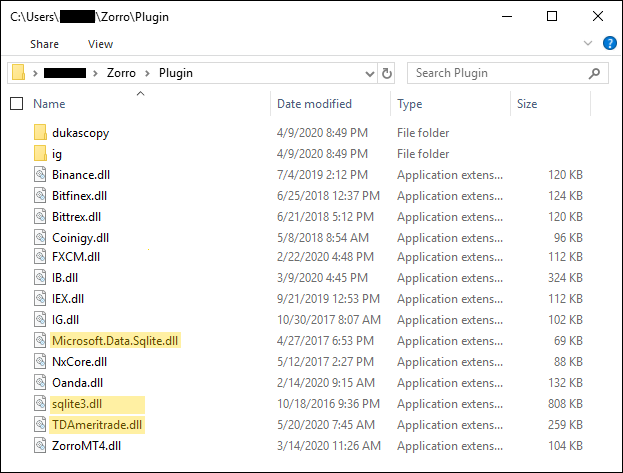 C:\Users\ \Zorro\Plugin
Share View
Zorro Plugin Search Plugin
Name Date modified Type Size
dukascopy 4/9/2020 8:49 PM File folder
ig 4/9/2020 8:49 PM File folder
Binance.dll 7/4/2019 2:12 PM Application extens... 120 KB
Bitfinex.dll 6/25/2018 12:37 PM Application extens... 124 KB
Bittrex.dll 6/21/2018 5:12 PM Application extens... 120 KB
Coinigy.dll 5/8/2018 8:54 AM Application extens... 96 KB
FXCM.dll 2/22/2020 4:48 PM Application extens... 112 KB
IB.dll 3/9/2020 4:45 PM Application extens... 324 KB
IEX.dll 9/21/2019 12:53 PM Application extens... 112 KB
IG.dll 10/30/2017 8:07 AM Application extens... 102 KB
Microsoft.Data.Sqlite.dll 4/27/2017 6:53 PM Application extens... 69 KB
NxCore.dll 5/12/2017 2:27 PM Application extens... 88 KB
Oanda.dll 2/14/2020 9:15 AM Application extens... 132 KB
sqlite3.dll 10/18/2016 9:36 PM Application extens... 808 KB
TDAmeritrade.dll 5/20/2020 7:45 AM Application extens... 259 KB
ZorroMT4.dll 3/14/2020 11:26 AM Application extens... 104 KB